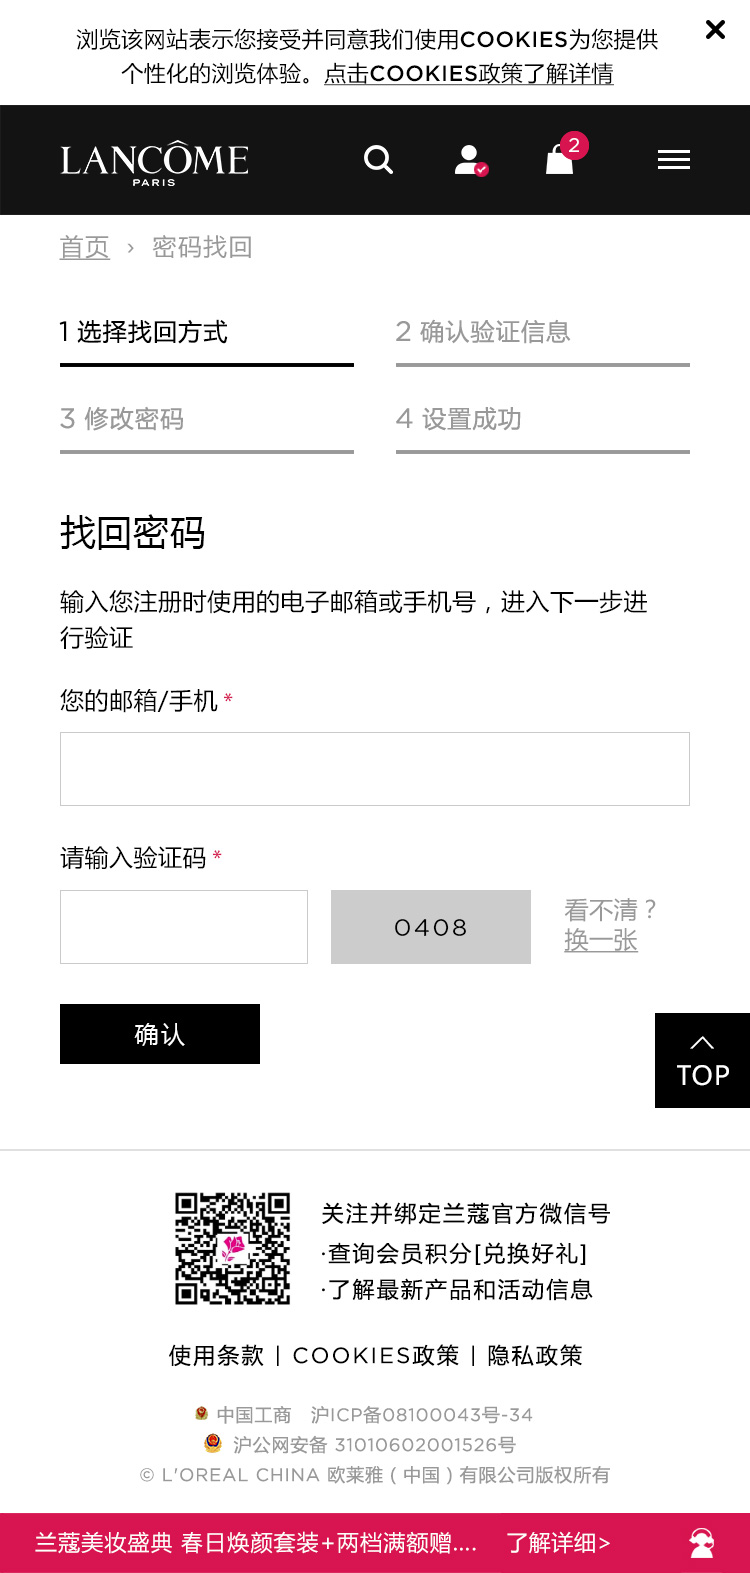 浏览该网站表示您接受并同意我们使用COOKIES为您提供
个性化的浏览体验。点击COOKIES政策了解详情
LANCÔME
PARIS
2
首页 › 密码找回
1 选择找回方式
2 确认验证信息
3 修改密码
4 设置成功
找回密码
输入您注册时使用的电子邮箱或手机号，进入下一步进
行验证
您的邮箱/手机 *
请输入验证码 *
0408
看不清？
换一张
确认
TOP
关注并绑定兰蔻官方微信号
·查询会员积分[兑换好礼]
·了解最新产品和活动信息
使用条款 | COOKIES政策 | 隐私政策
中国工商 沪ICP备08100043号-34
沪公网安备 31010602001526号
© L'OREAL CHINA 欧莱雅（中国）有限公司版权所有
兰蔻美妆盛典 春日焕颜套装+两档满额赠.... 了解详细>